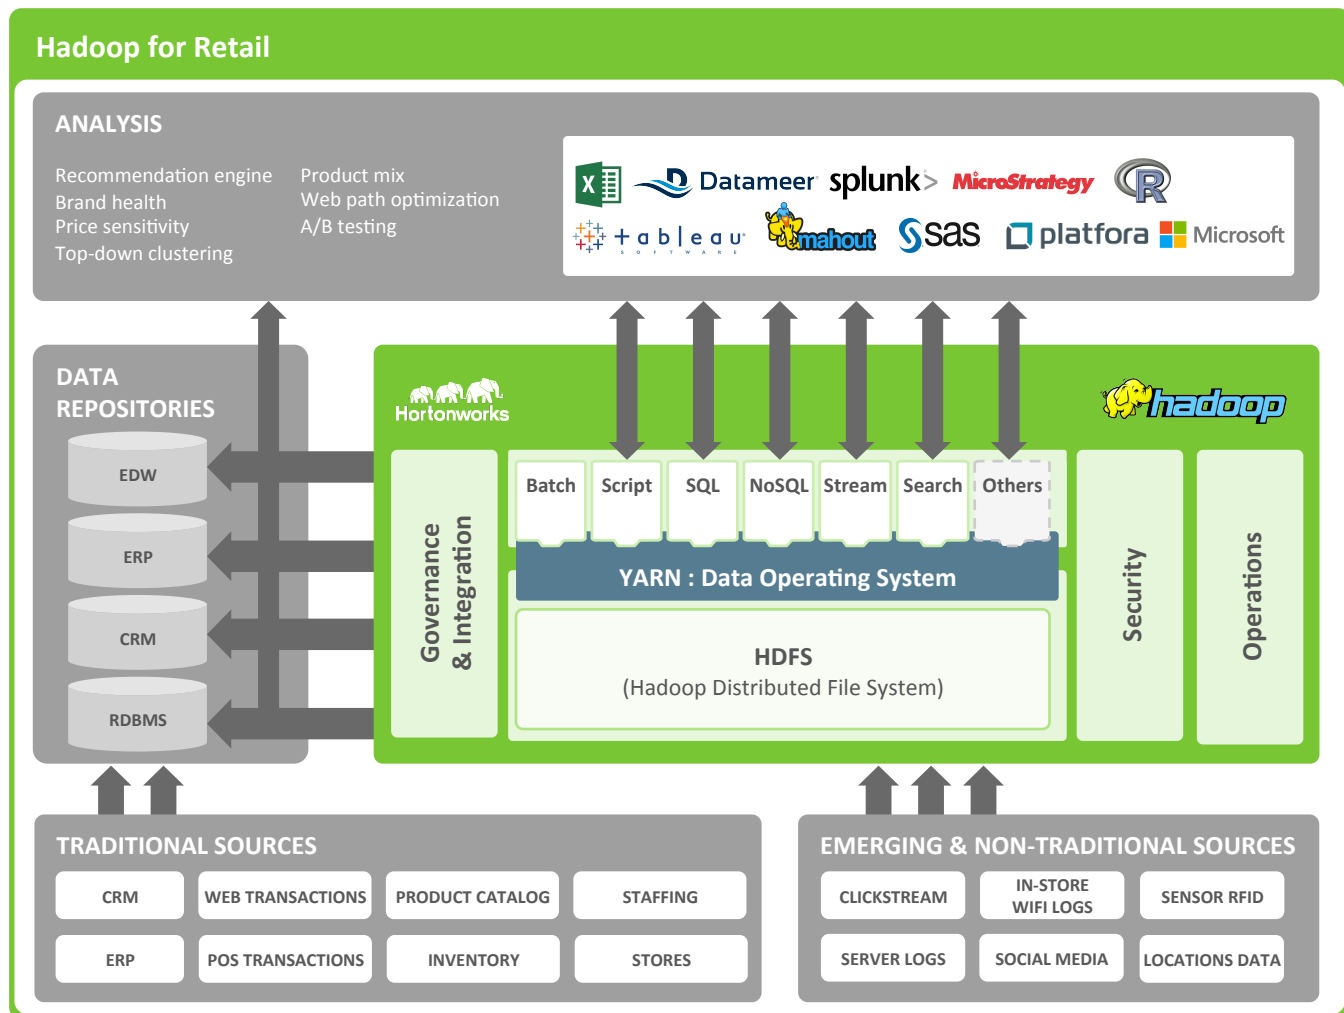 Hadoop for Retail
ANALYSIS
Recommendation engine
Brand health
Price sensitivity
Top-down clustering
Product mix
Web path optimization
A/B testing
X
Datameer
splunk>
MicroStrategy
R
+ a b l e a u
S O F T W A R E
mahout
sas
platfora
Microsoft
DATA
REPOSITORIES
EDW
ERP
CRM
RDBMS
Hortonworks
hadoop
Governance
& Integration
Batch
Script
SQL
NoSQL
Stream
Search
Others
YARN : Data Operating System
HDFS
(Hadoop Distributed File System)
Security
Operations
TRADITIONAL SOURCES
CRM
WEB TRANSACTIONS
PRODUCT CATALOG
STAFFING
ERP
POS TRANSACTIONS
INVENTORY
STORES
EMERGING & NON-TRADITIONAL SOURCES
CLICKSTREAM
IN-STORE
WIFI LOGS
SENSOR RFID
SERVER LOGS
SOCIAL MEDIA
LOCATIONS DATA